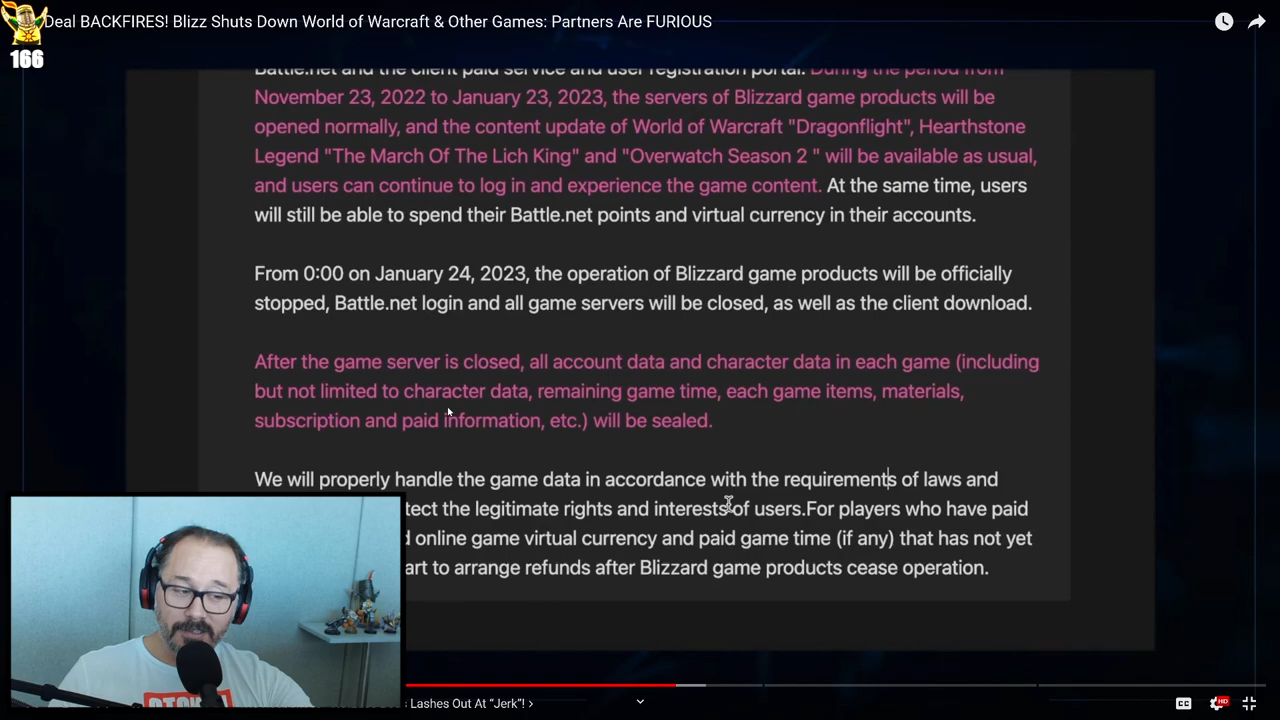 Deal BACKFIRES! Blizz Shuts Down World of Warcraft & Other Games: Partners Are FURIOUS
166
Battle.net and the client paid service and user registration portal. During the period from
November 23, 2022 to January 23, 2023, the servers of Blizzard game products will be
opened normally, and the content update of World of Warcraft "Dragonflight", Hearthstone
Legend "The March Of The Lich King" and "Overwatch Season 2 " will be available as usual,
and users can continue to log in and experience the game content. At the same time, users
will still be able to spend their Battle.net points and virtual currency in their accounts.
From 0:00 on January 24, 2023, the operation of Blizzard game products will be officially
stopped, Battle.net login and all game servers will be closed, as well as the client download.
After the game server is closed, all account data and character data in each game (including
but not limited to character data, remaining game time, each game items, materials,
subscription and paid information, etc.) will be sealed.
We will properly handle the game data in accordance with the requirements of laws and
tect the legitimate rights and interests of users.For players who have paid
d online game virtual currency and paid game time (if any) that has not yet
art to arrange refunds after Blizzard game products cease operation.
Lashes Out At “Jerk”! >
CC
HD